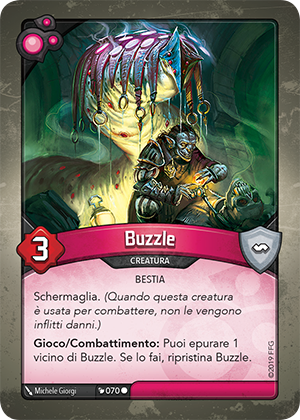 3
Buzzle
CREATURA
BESTIA
Schermaglia. (Quando questa creatura
è usata per combattere, non le vengono
inflitti danni.)
Gioco/Combattimento: Puoi epurare 1
vicino di Buzzle. Se lo fai, ripristina Buzzle.
Michele Giorgi
070
©2019 FFG